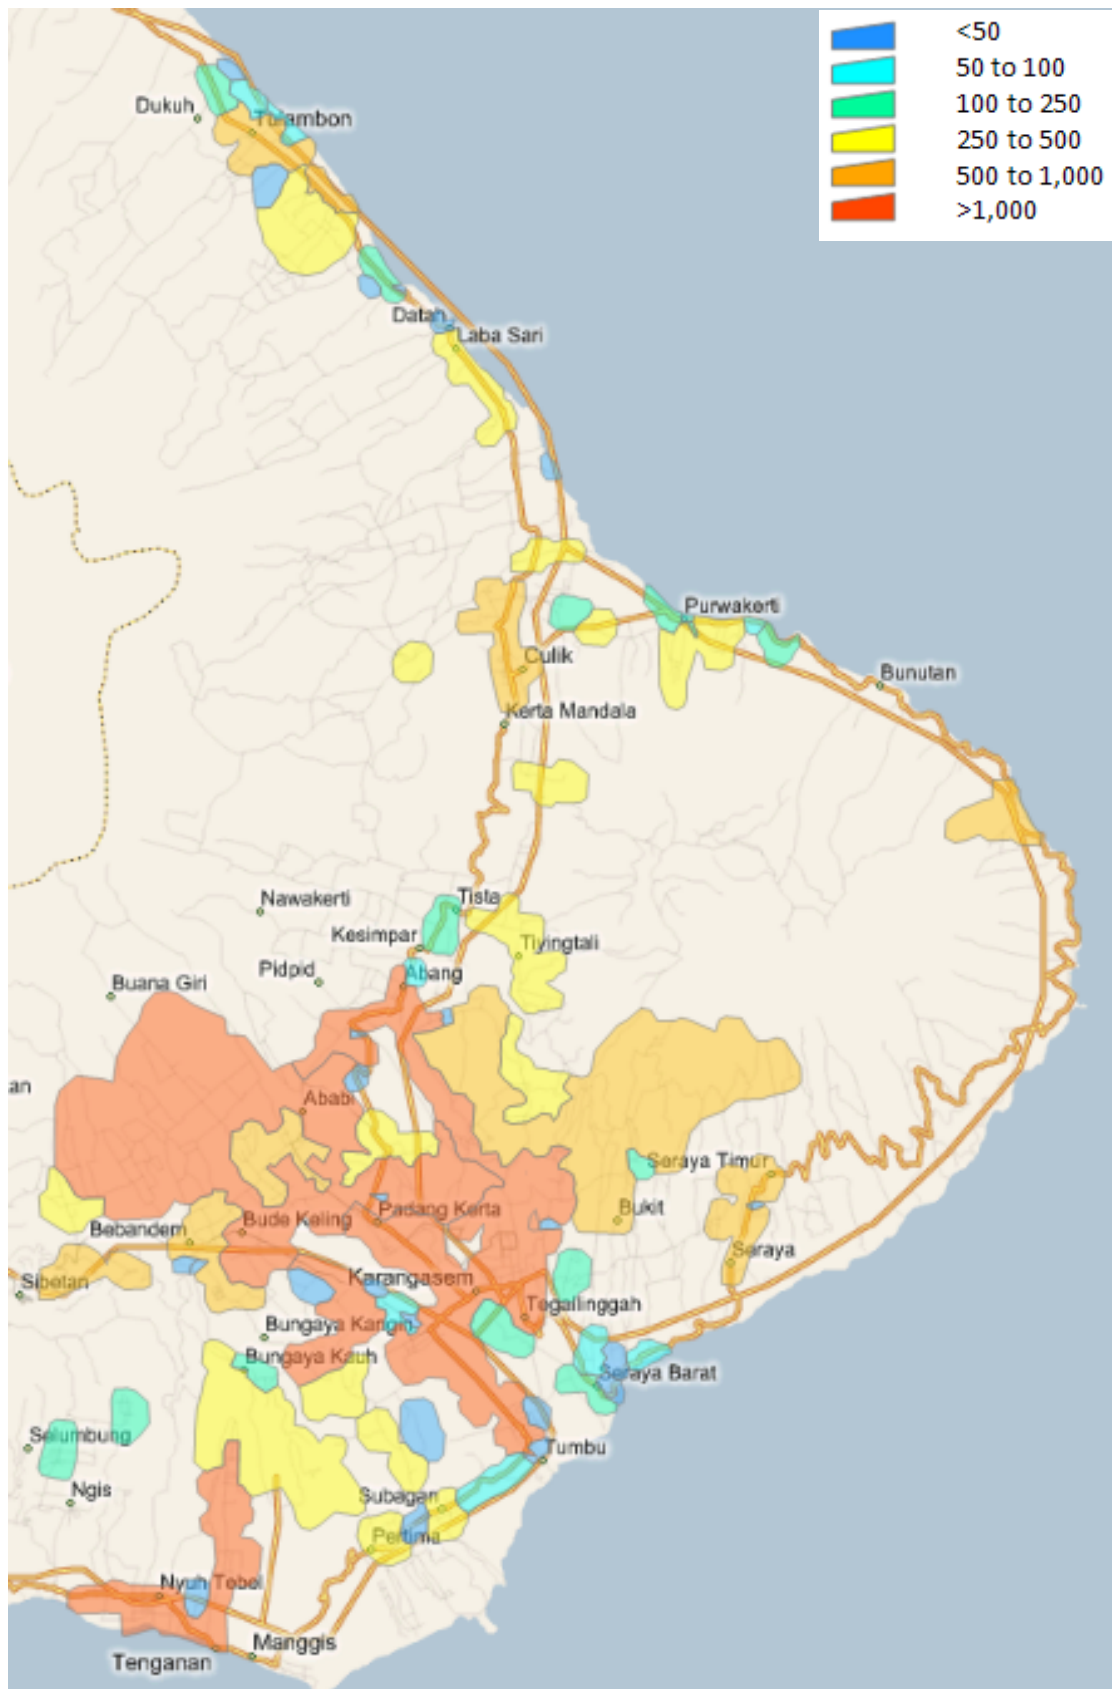 <50
50 to 100
100 to 250
250 to 500
500 to 1,000
>1,000
Dukuh
Tulambon
Datah
Laba Sari
Purwakerti
Culik
Bunutan
Kerta Mandala
Nawakerti
Tista
Kesimpar
Tiyingtali
Pidpid
Abang
Buana Giri
an
Ababi
Seraya Timur
Bebandem
Bude Keling
Padang Kerta
Bukit
Seraya
Sibetan
Karangasem
Tegallinggah
Bungaya Kangin
Bungaya Kauh
Seraya Barat
Selumbung
Tumbu
Ngis
Subagan
Pertima
Nyuh Tebel
Manggis
Tenganan